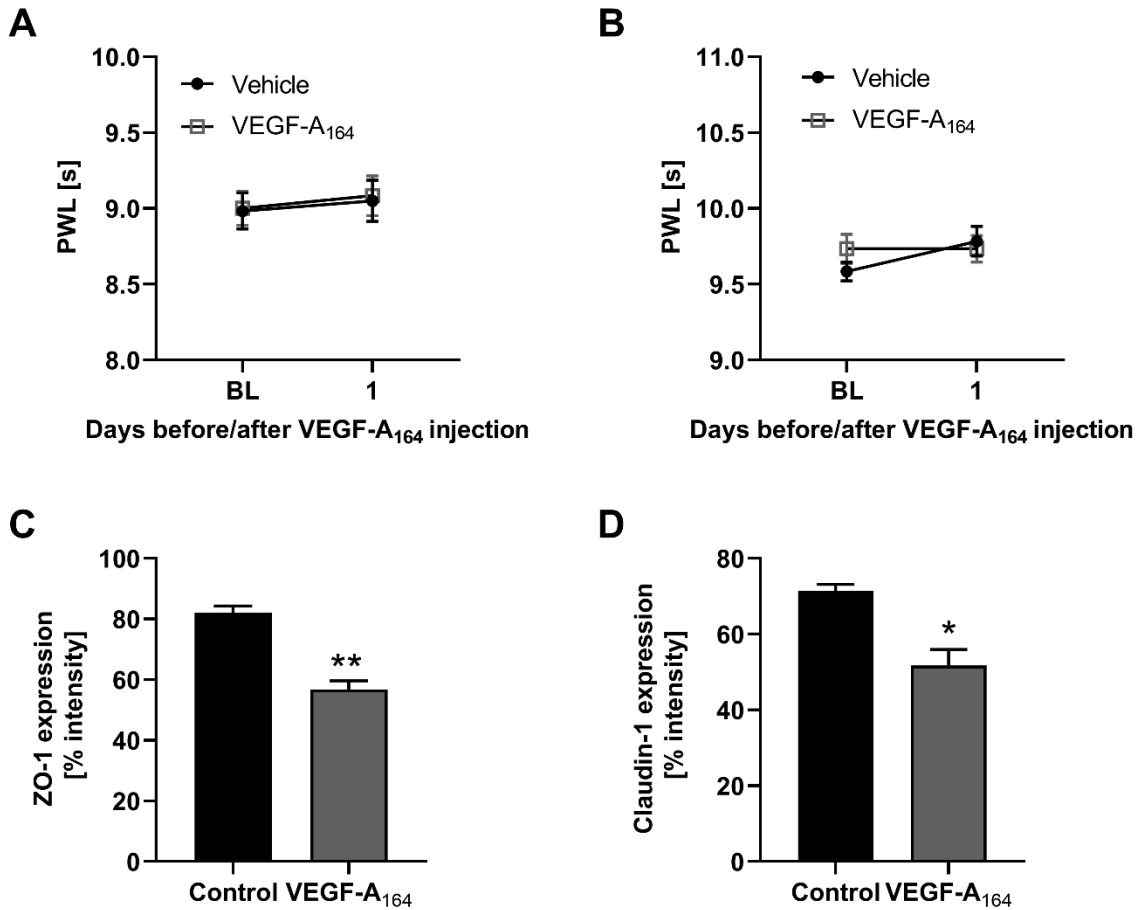 A
10.0
9.5
9.0
8.5
8.0
PWL [s]
Vehicle
VEGF-A164
BL 1
Days before/after VEGF-A164 injection
B
11.0
10.5
10.0
9.5
9.0
PWL [s]
Vehicle
VEGF-A164
BL 1
Days before/after VEGF-A164 injection
C
100
80
60
40
20
0
ZO-1 expression
[% intensity]
**
Control VEGF-A164
D
80
60
40
20
0
Claudin-1 expression
[% intensity]
*
Control VEGF-A164